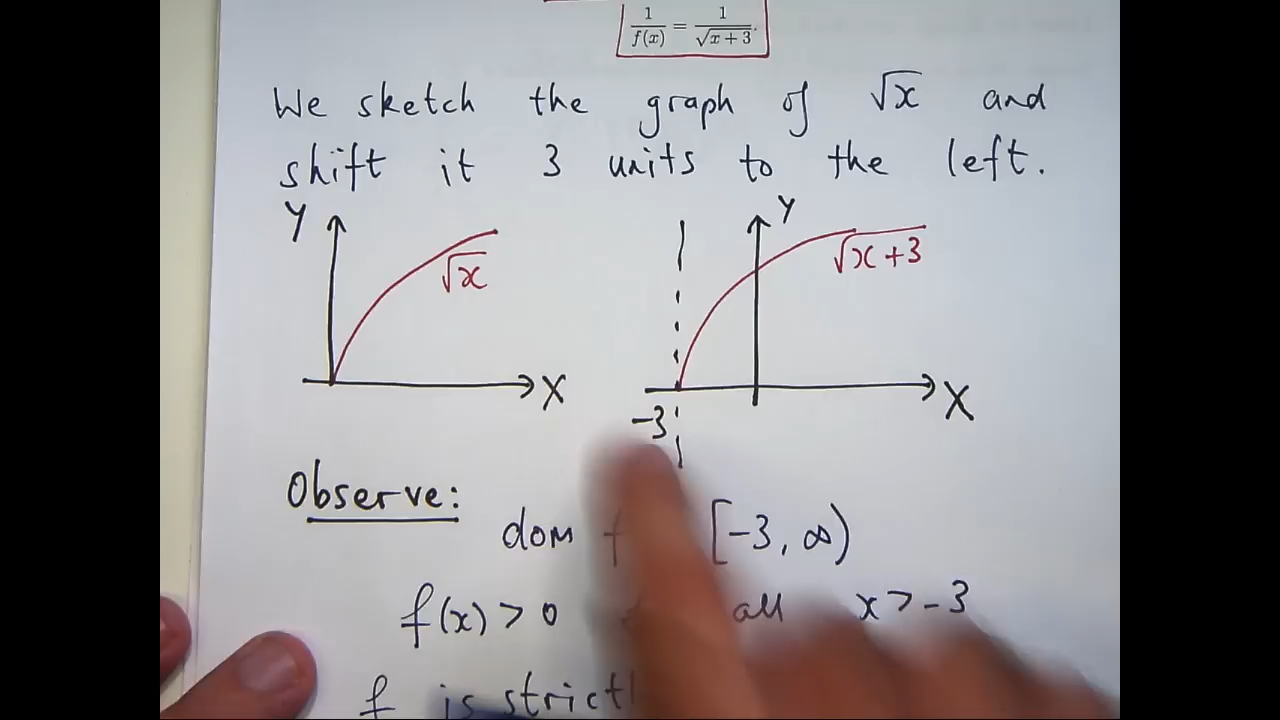 1/f(x) = 1/√(x+3).
We sketch the graph of √x and
shift it 3 units to the left.
Y √x X
Y √(x+3) X
-3
Observe:
dom f [-3, ∞)
f(x) > 0 all x > -3
f is